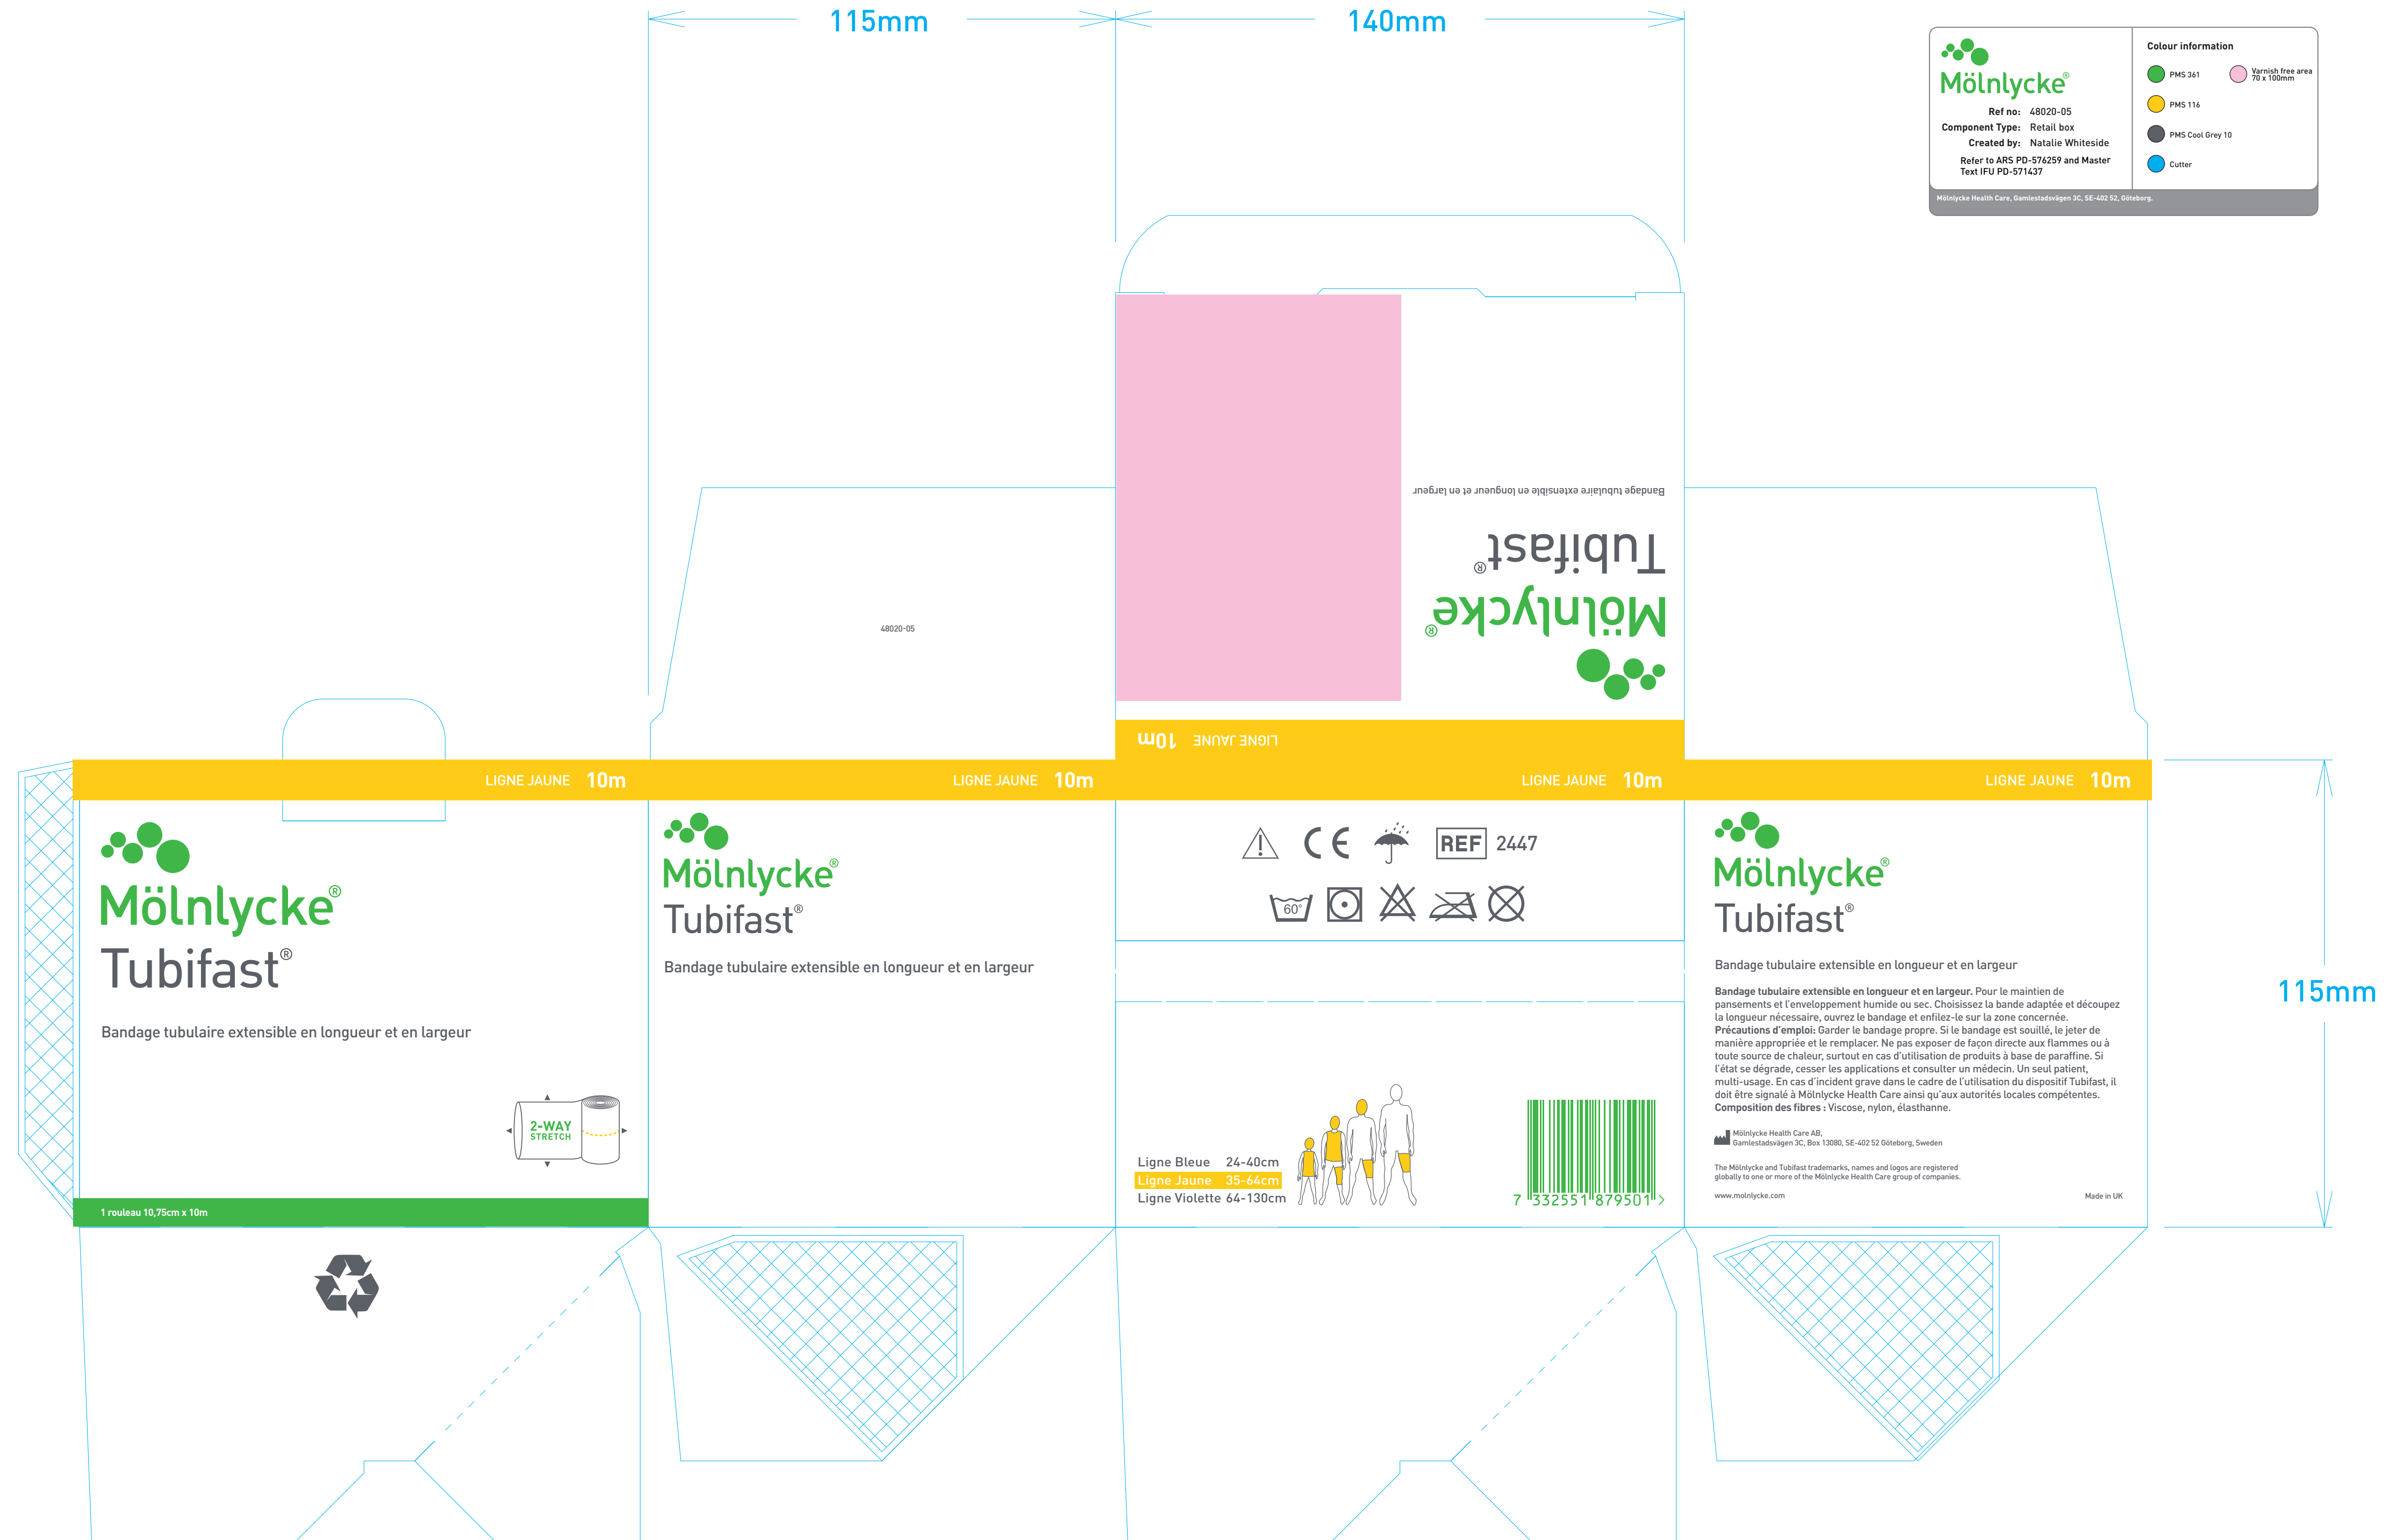 115mm
140mm
Mölnlycke®
Ref no: 48020-05
Component Type: Retail box
Created by: Natalie Whiteside
Refer to ARS PD-576259 and Master
Text IFU PD-571437
Colour information
PMS 361
Varnish free area
70 x 100mm
PMS 116
PMS Cool Grey 10
Cutter
Mölnlycke Health Care, Gamlestadsvägen 3C, SE-402 52, Göteborg.
Bandage tubulaire extensible en longueur et en largeur
Tubifast®
Mölnlycke®
LIGNE JAUNE 10m
48020-05
LIGNE JAUNE 10m
Mölnlycke®
Tubifast®
Bandage tubulaire extensible en longueur et en largeur
2-WAY
STRETCH
1 rouleau 10,75cm x 10m
LIGNE JAUNE 10m
Mölnlycke®
Tubifast®
Bandage tubulaire extensible en longueur et en largeur
LIGNE JAUNE 10m
CE REF 2447
60°
Ligne Bleue 24-40cm
Ligne Jaune 35-64cm
Ligne Violette 64-130cm
7 332551 879501 >
LIGNE JAUNE 10m
Mölnlycke®
Tubifast®
Bandage tubulaire extensible en longueur et en largeur
Bandage tubulaire extensible en longueur et en largeur. Pour le maintien de
pansements et l'enveloppement humide ou sec. Choisissez la bande adaptée et découpez
la longueur nécessaire, ouvrez le bandage et enfilez-le sur la zone concernée.
Précautions d'emploi: Garder le bandage propre. Si le bandage est souillé, le jeter de
manière appropriée et le remplacer. Ne pas exposer de façon directe aux flammes ou à
toute source de chaleur, surtout en cas d'utilisation de produits à base de paraffine. Si
l'état se dégrade, cesser les applications et consulter un médecin. Un seul patient,
multi-usage. En cas d'incident grave dans le cadre de l'utilisation du dispositif Tubifast, il
doit être signalé à Mölnlycke Health Care ainsi qu'aux autorités locales compétentes.
Composition des fibres : Viscose, nylon, élasthanne.
Mölnlycke Health Care AB,
Gamlestadsvägen 3C, Box 13080, SE-402 52 Göteborg, Sweden
The Mölnlycke and Tubifast trademarks, names and logos are registered
globally to one or more of the Mölnlycke Health Care group of companies.
www.molnlycke.com
Made in UK
115mm